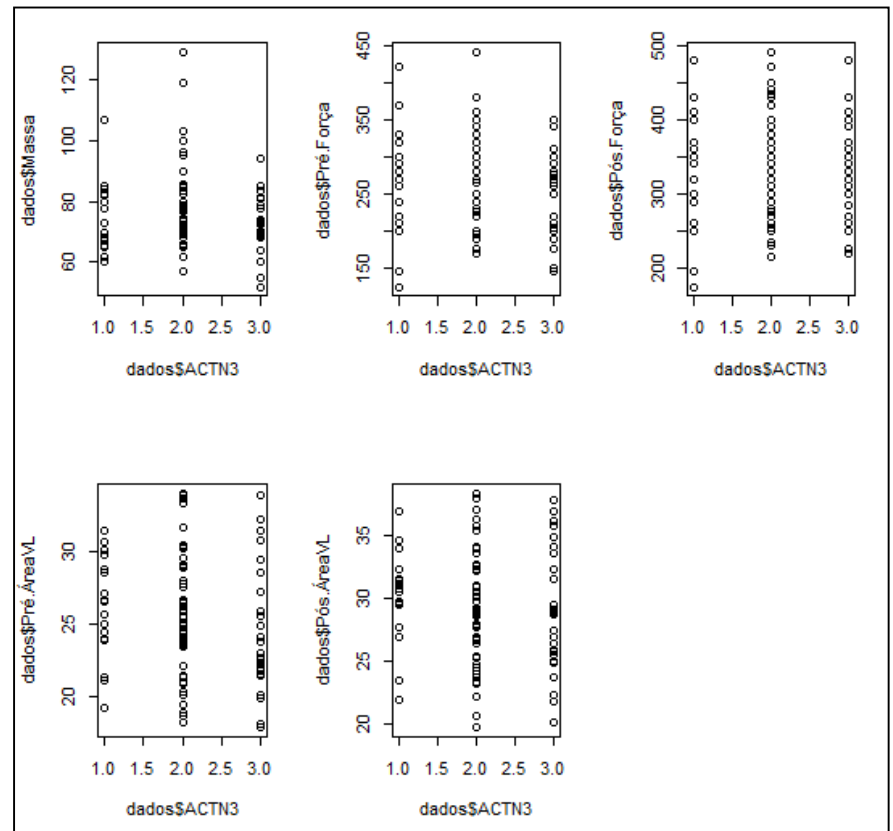 dados$Massa
60 80 100 120
1.0 1.5 2.0 2.5 3.0
dados$ACTN3
dados$Pré.Força
150 250 350 450
1.0 1.5 2.0 2.5 3.0
dados$ACTN3
dados$Pós.Força
200 300 400 500
1.0 1.5 2.0 2.5 3.0
dados$ACTN3
dados$Pré.ÁreaVL
20 25 30
1.0 1.5 2.0 2.5 3.0
dados$ACTN3
dados$Pós.ÁreaVL
20 25 30 35
1.0 1.5 2.0 2.5 3.0
dados$ACTN3